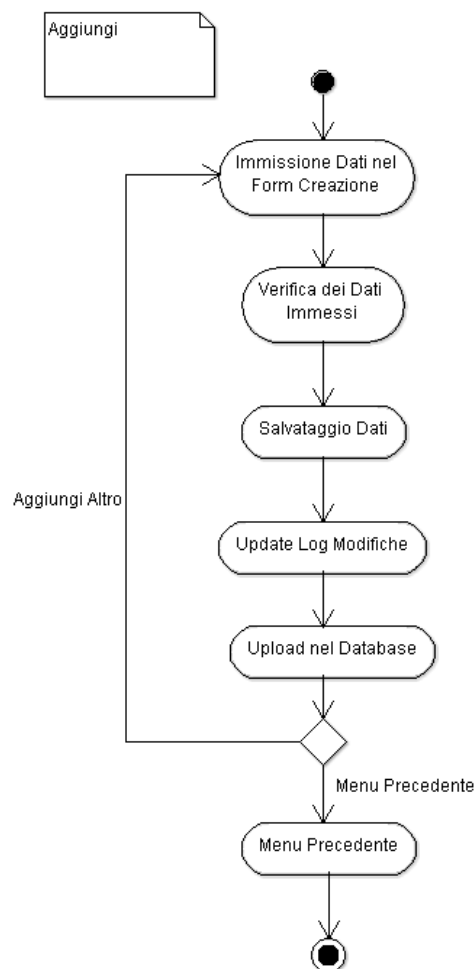 Aggiungi
Immissione Dati nel
Form Creazione
Verifica dei Dati
Immessi
Salvataggio Dati
Aggiungi Altro
Update Log Modifiche
Upload nel Database
Menu Precedente
Menu Precedente